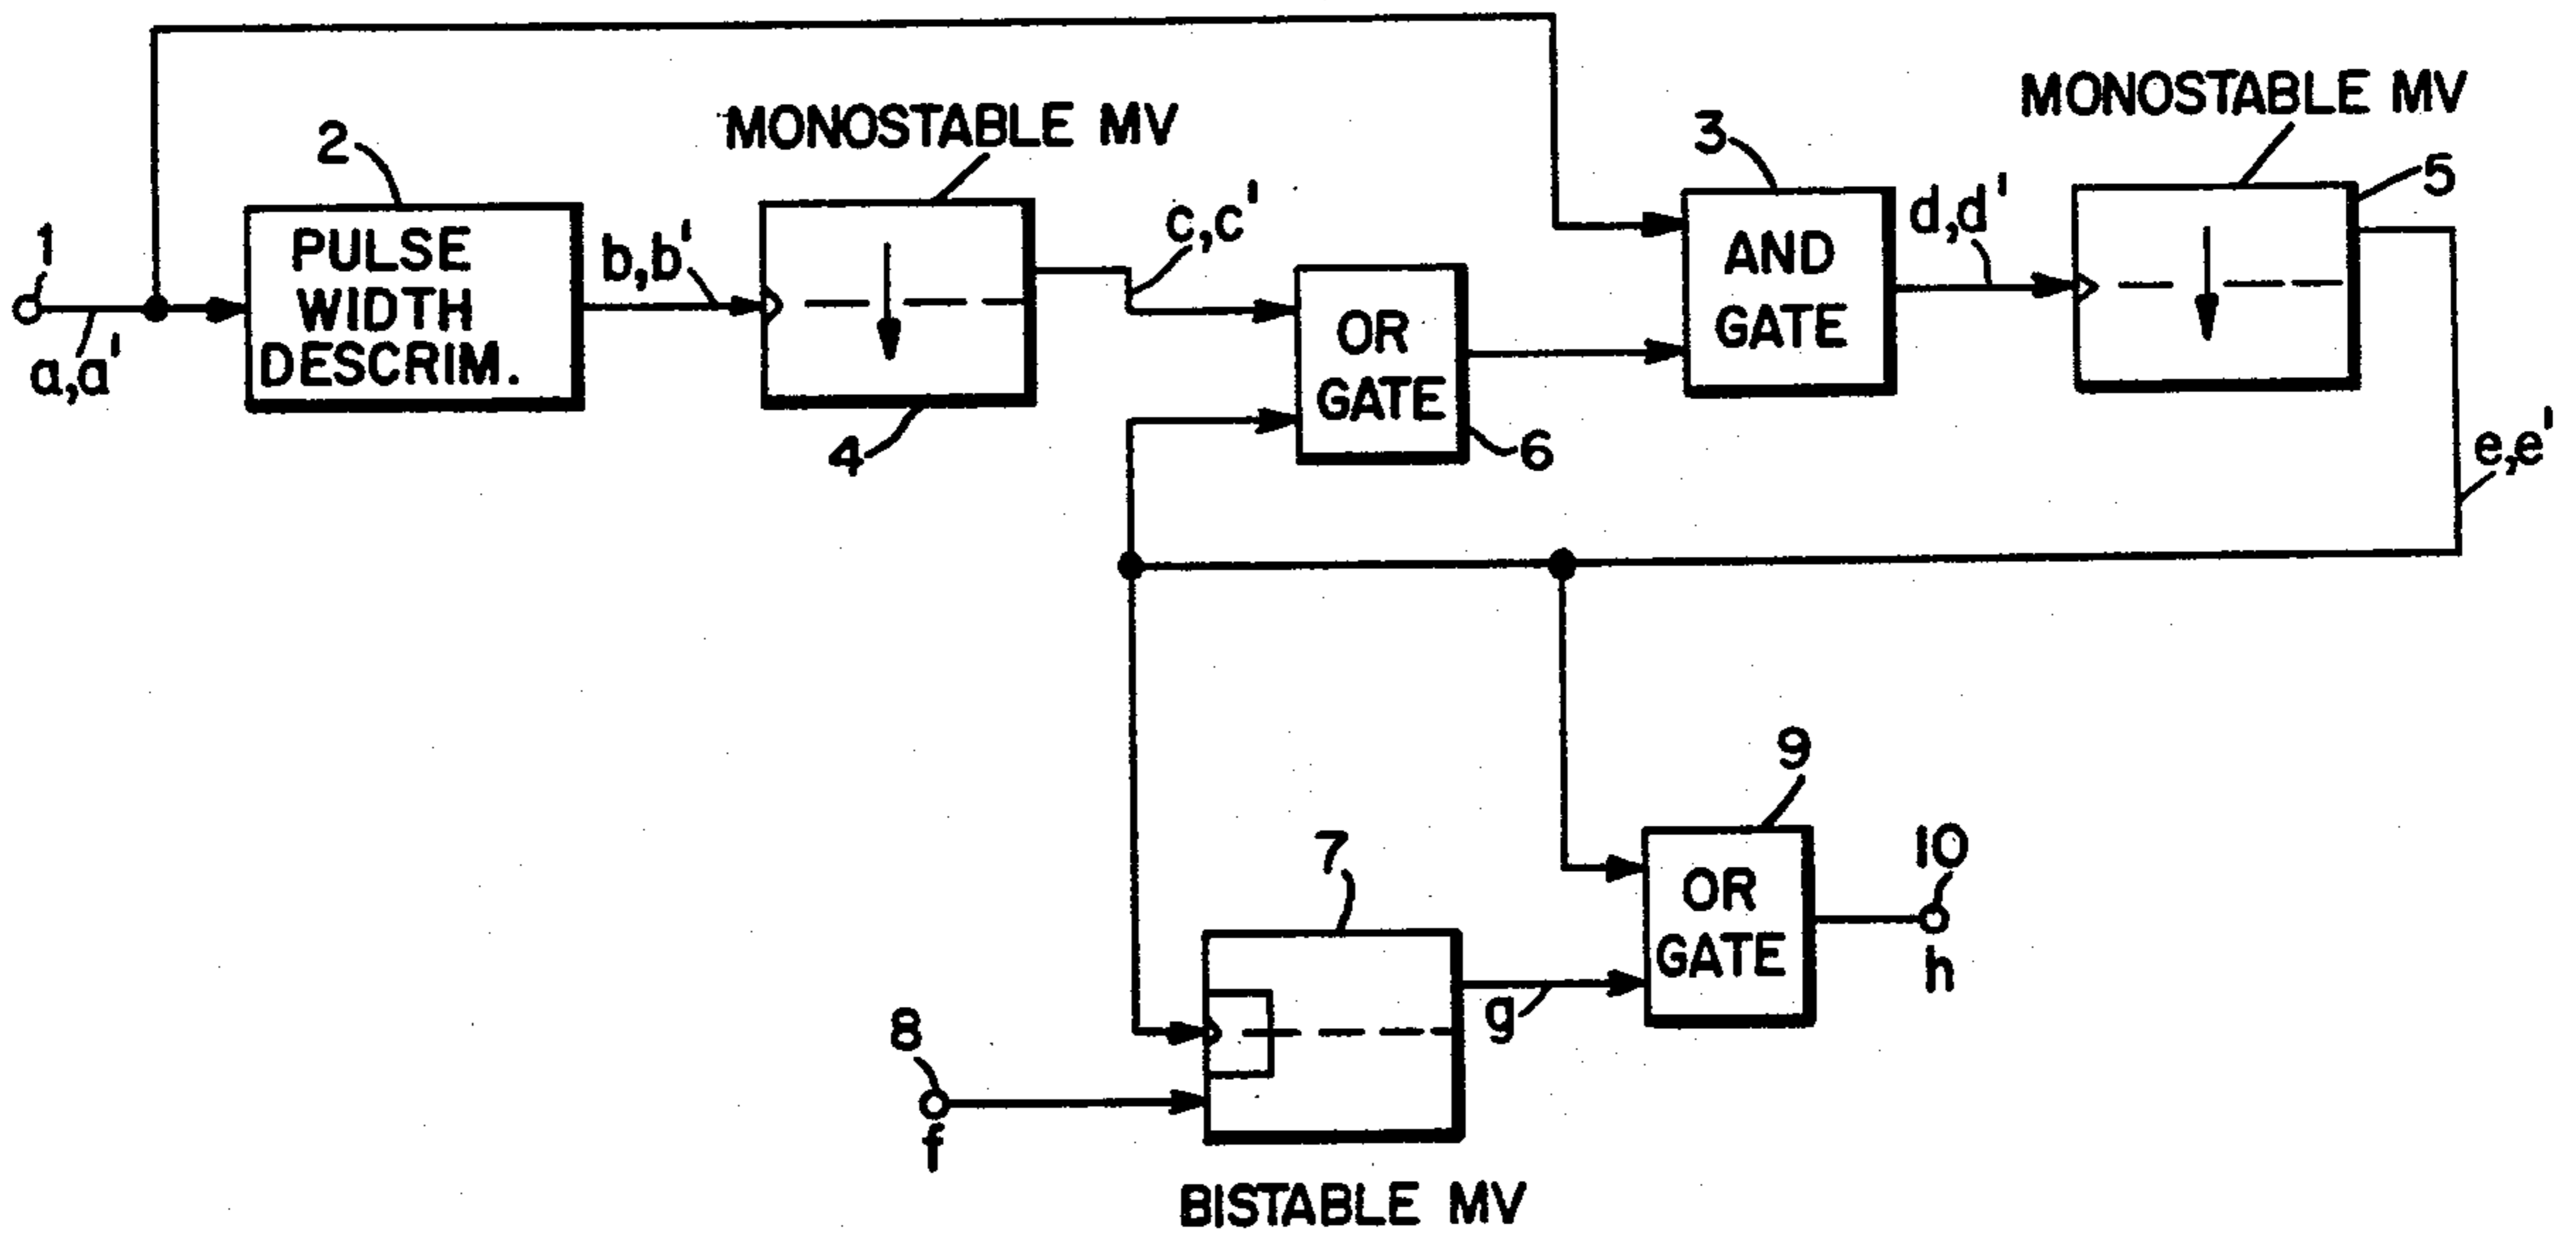 MONOSTABLE MV
MONOSTABLE MV
1
2
3
5
PULSE
WIDTH
DESCRIM.
a,a'
b,b'
c,c'
d,d'
e,e'
4
OR
GATE
6
AND
GATE
7
8
f
g
9
OR
GATE
10
h
BISTABLE MV